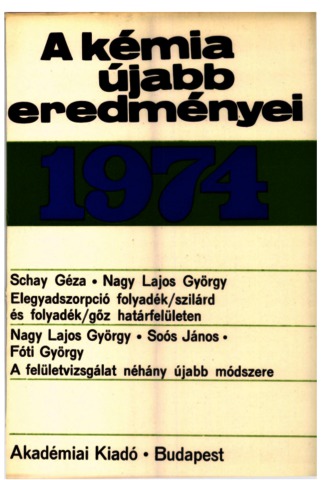 A kémia
újabb
eredményei
1974
Schay Géza • Nagy Lajos György
Elegyadszorpció folyadék/szilárd
és folyadék/gőz határfelületen
Nagy Lajos György • Soós János •
Fóti György
A felületvizsgálat néhány újabb módszere
Akadémiai Kiadó • Budapest